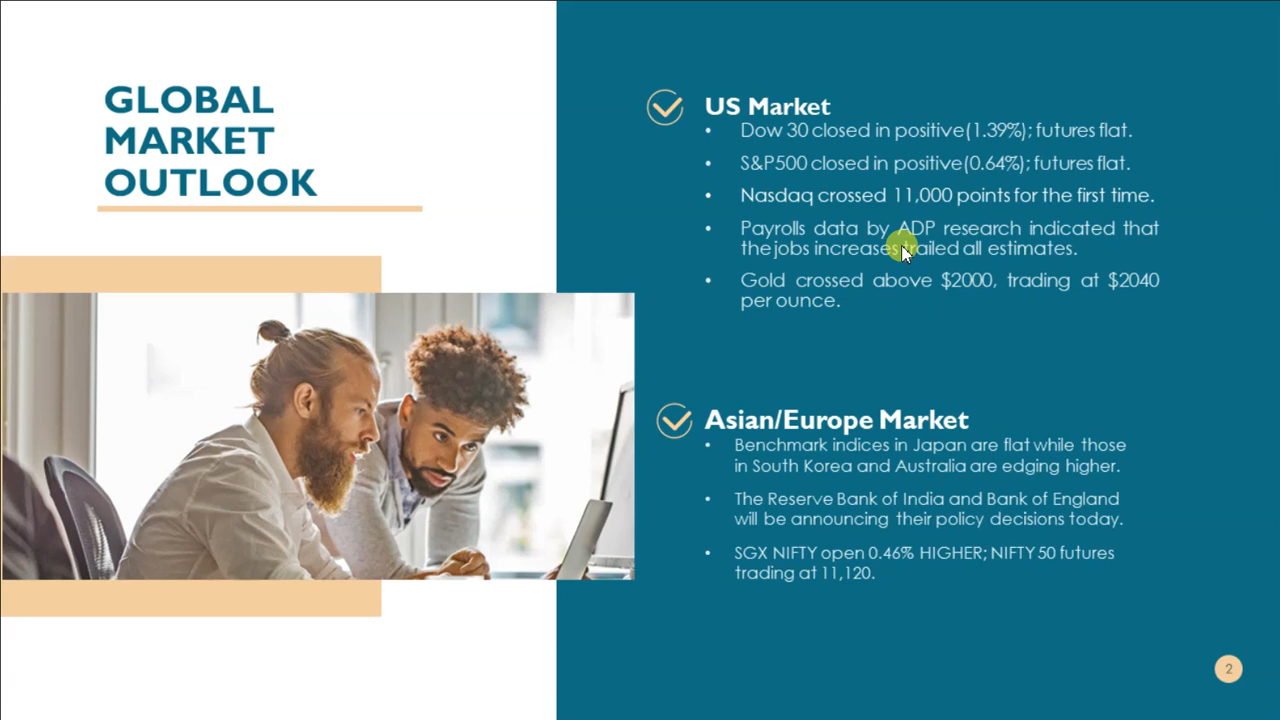 GLOBAL
MARKET
OUTLOOK
US Market
• Dow 30 closed in positive(1.39%); futures flat.
• S&P500 closed in positive(0.64%); futures flat.
• Nasdaq crossed 11,000 points for the first time.
• Payrolls data by ADP research indicated that
the jobs increases trailed all estimates.
• Gold crossed above $2000, trading at $2040
per ounce.
Asian/Europe Market
• Benchmark indices in Japan are flat while those
in South Korea and Australia are edging higher.
• The Reserve Bank of India and Bank of England
will be announcing their policy decisions today.
• SGX NIFTY open 0.46% HIGHER; NIFTY 50 futures
trading at 11,120.
2